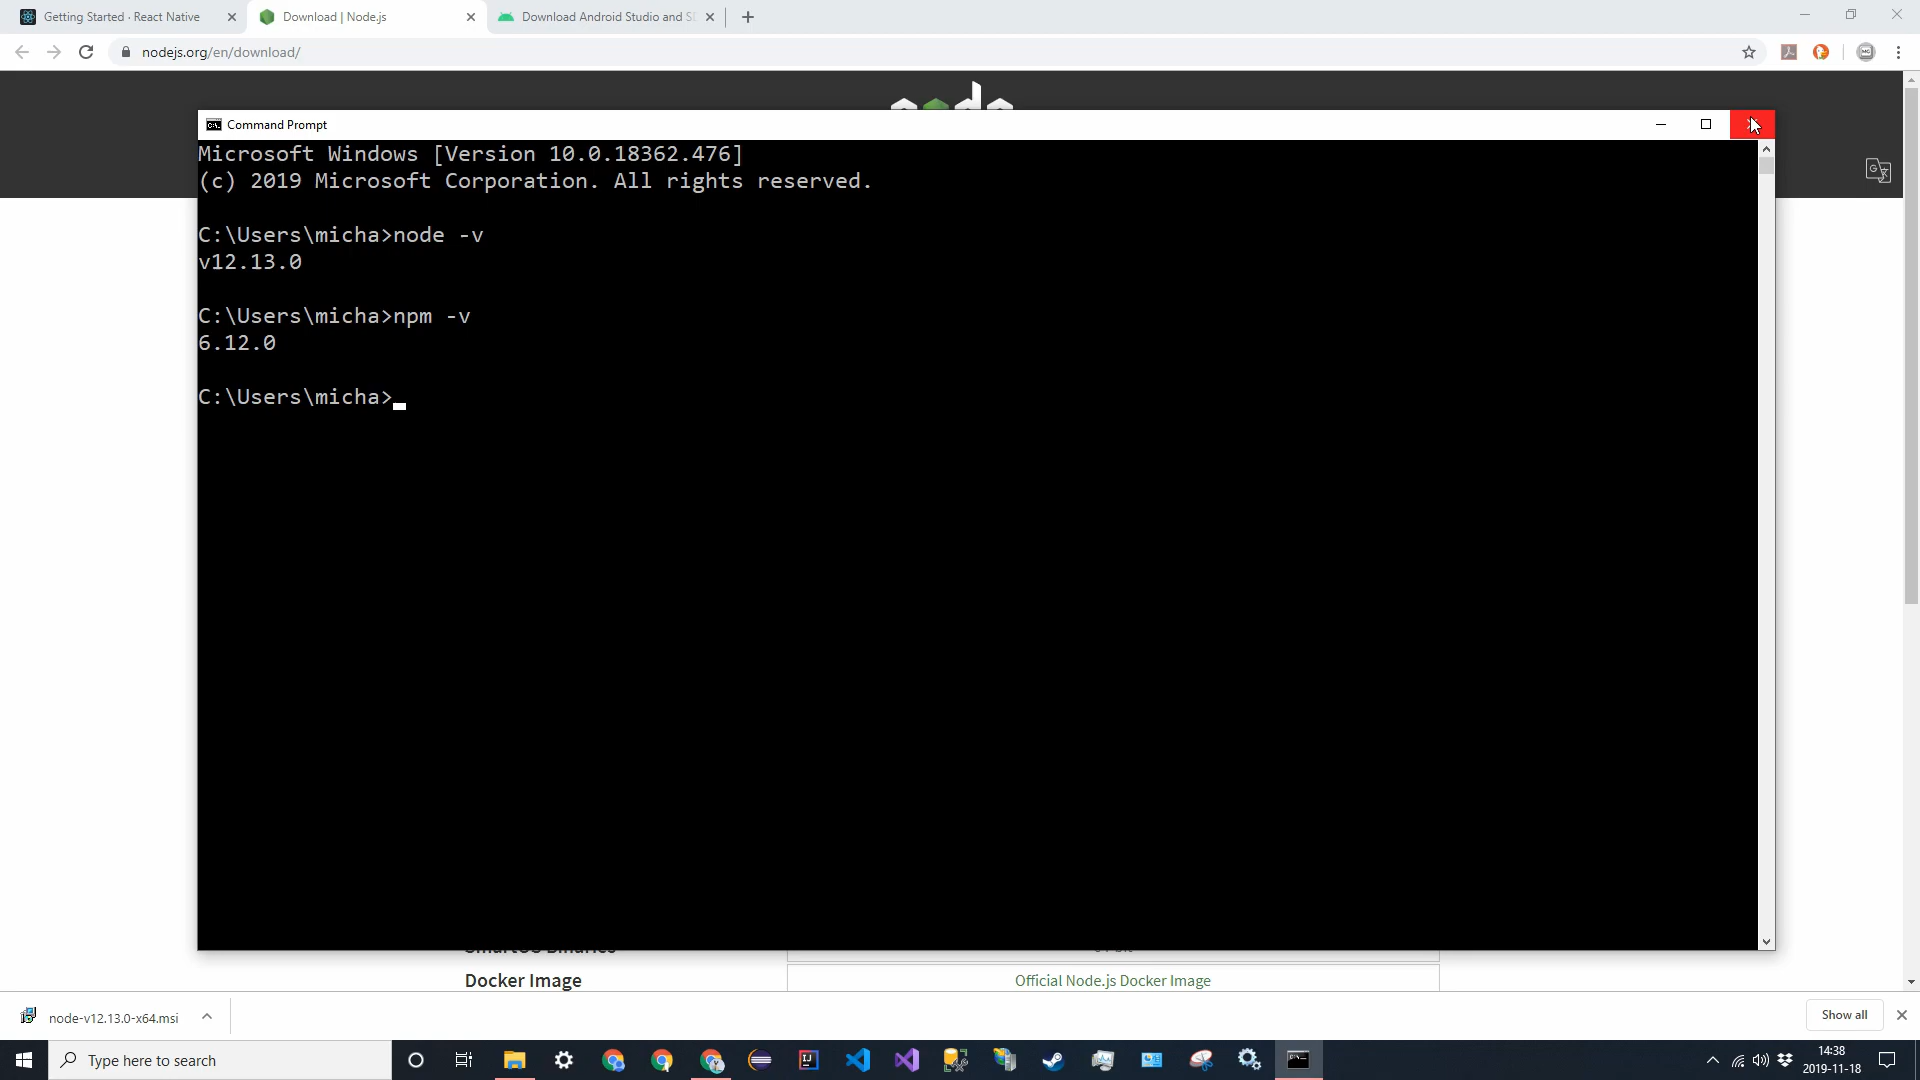 Getting Started · React Native
Download | Node.js
Download Android Studio and S
nodejs.org/en/download/
Command Prompt
Microsoft Windows [Version 10.0.18362.476]
(c) 2019 Microsoft Corporation. All rights reserved.
C:\Users\micha>node -v
v12.13.0
C:\Users\micha>npm -v
6.12.0
C:\Users\micha>
SmartOS Binaries
Docker Image
Official Node.js Docker Image
node-v12.13.0-x64.msi
Show all
Type here to search
14:38
2019-11-18